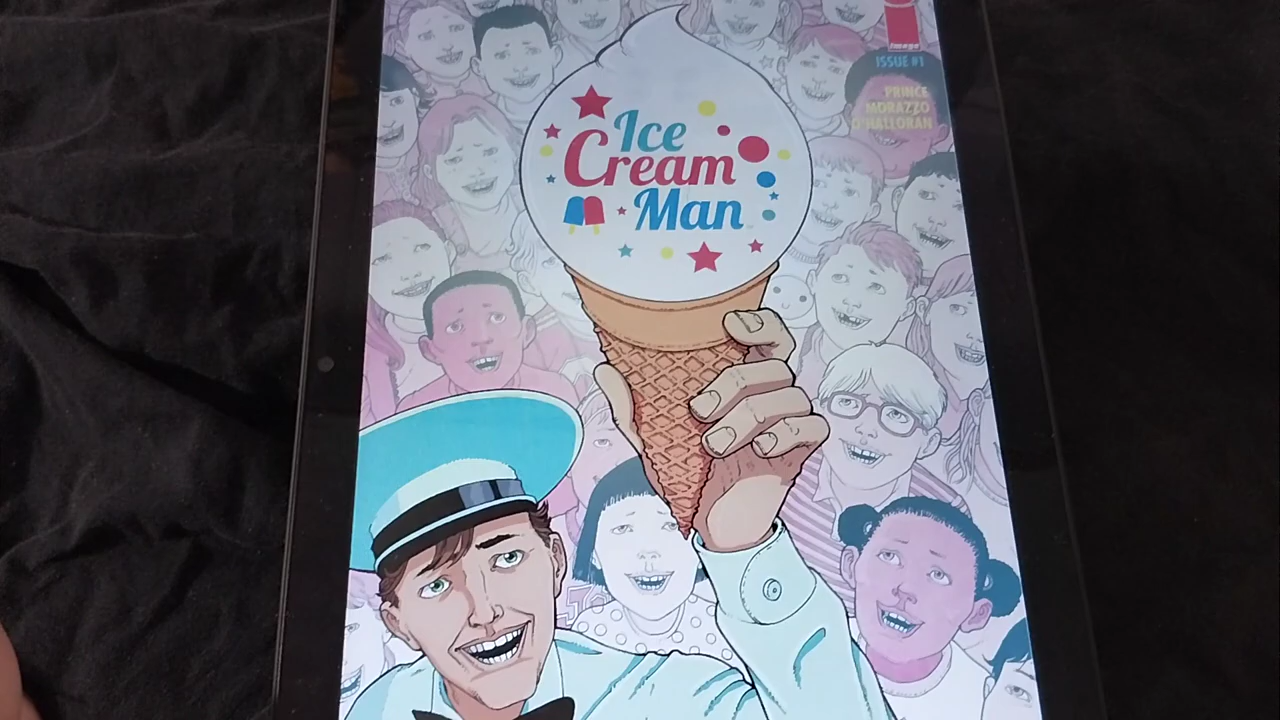 Image
ISSUE #1
PRINCE
MORAZZO
O'HALLORAN
Ice
Cream
Man